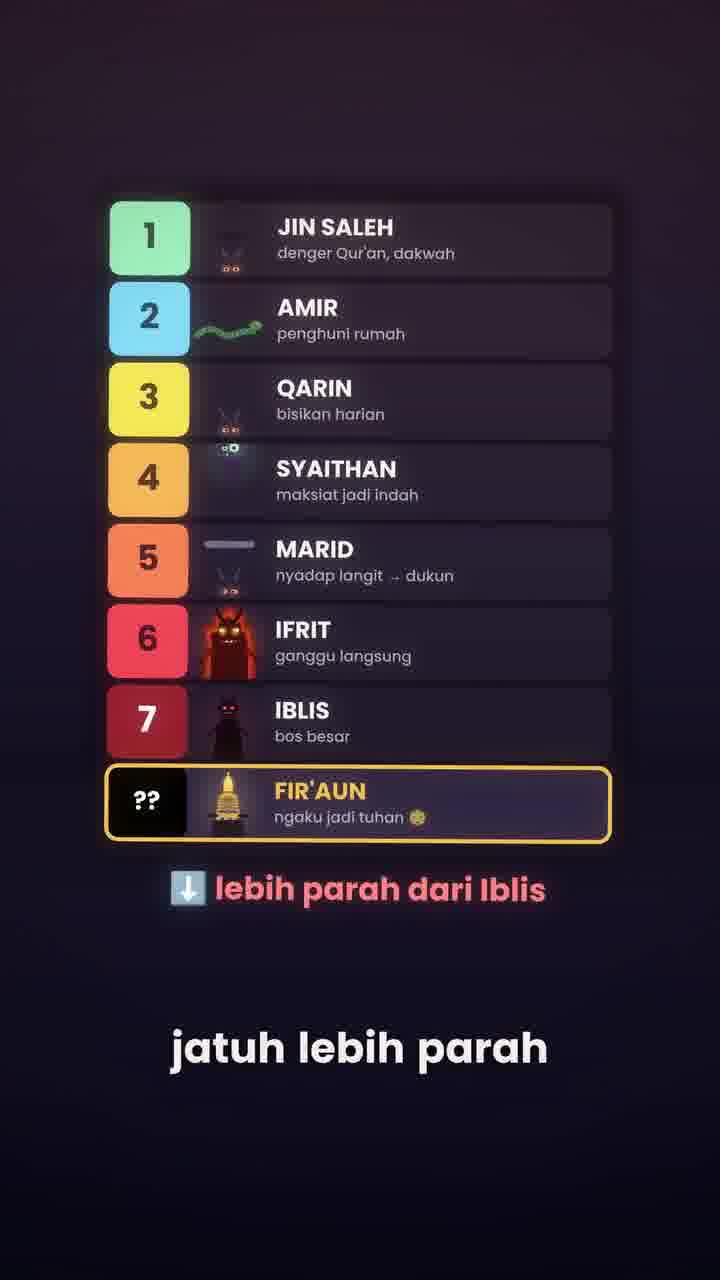 1
JIN SALEH
denger Qur'an, dakwah
2
AMIR
penghuni rumah
3
QARIN
bisikan harian
4
SYAITHAN
maksiat jadi indah
5
MARID
nyadap langit → dukun
6
IFRIT
ganggu langsung
7
IBLIS
bos besar
??
FIR'AUN
ngaku jadi tuhan
⬇️ lebih parah dari Iblis
jatuh lebih parah